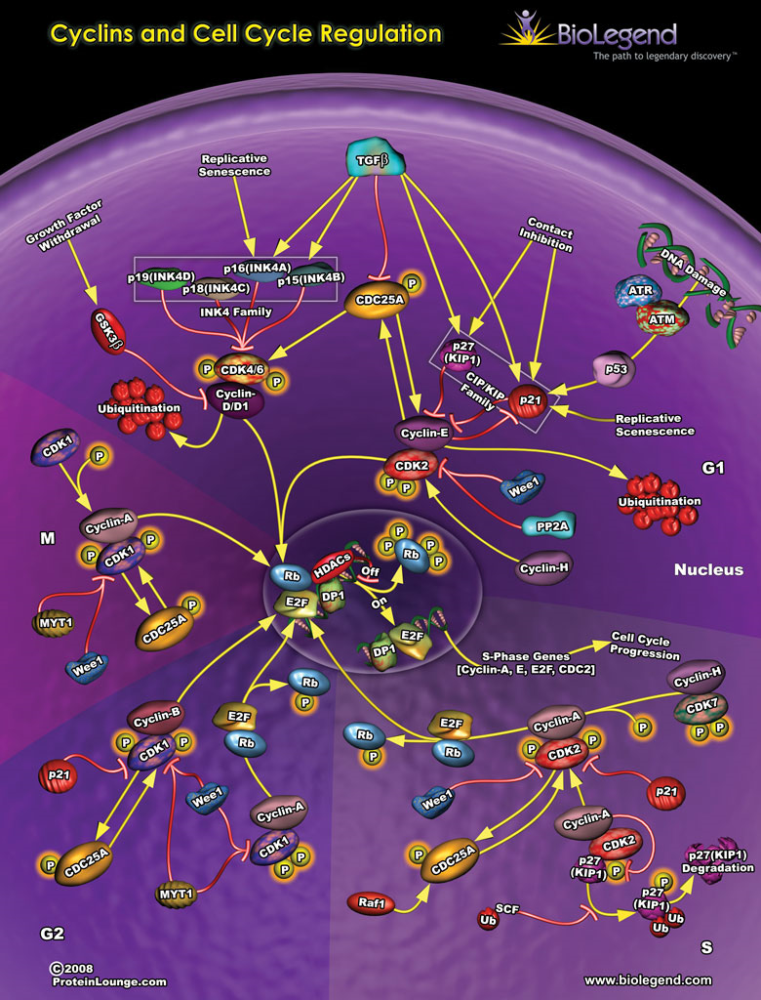 Cyclins and Cell Cycle Regulation
BioLegend
The path to legendary discovery™
Replicative
Senescence
TGFβ
Growth Factor
Withdrawal
Contact
Inhibition
DNA Damage
p19(INK4D)
p18(INK4C)
p16(INK4A)
p15(INK4B)
INK4 Family
P
CDC25A
ATR
ATM
GSK3β
p27
(KIP1)
CIP/KIP
Family
p21
p53
P
CDK4/6
P
Cyclin-
D/D1
Ubiquitination
Replicative
Scenescence
Cyclin-E
CDK2
P
P
G1
CDK1
P
Wee1
Ubiquitination
PP2A
Cyclin-H
Nucleus
M
Cyclin-A
P
CDK1
P
MYT1
Wee1
P
CDC25A
Rb
HDACs
Off
E2F
DP1
On
P
P
P
P
Rb
P
DP1
E2F
S-Phase Genes
[Cyclin-A, E, E2F, CDC2]
Cell Cycle
Progression
Cyclin-B
P
CDK1
P
E2F
Rb
Rb
P
p21
Wee1
CDC25A
P
MYT1
Cyclin-A
CDK1
P
P
P
G2
Rb
P
E2F
Rb
Cyclin-A
P
CDK2
P
P
Cyclin-H
CDK7
P
P
Wee1
p21
P
CDC25A
Raf1
Cyclin-A
CDK2
p27
(KIP1)
P
SCF
Ub
P
p27
(KIP1)
Ub
Ub
p27(KIP1)
Degradation
S
©2008
ProteinLounge.com
www.biolegend.com